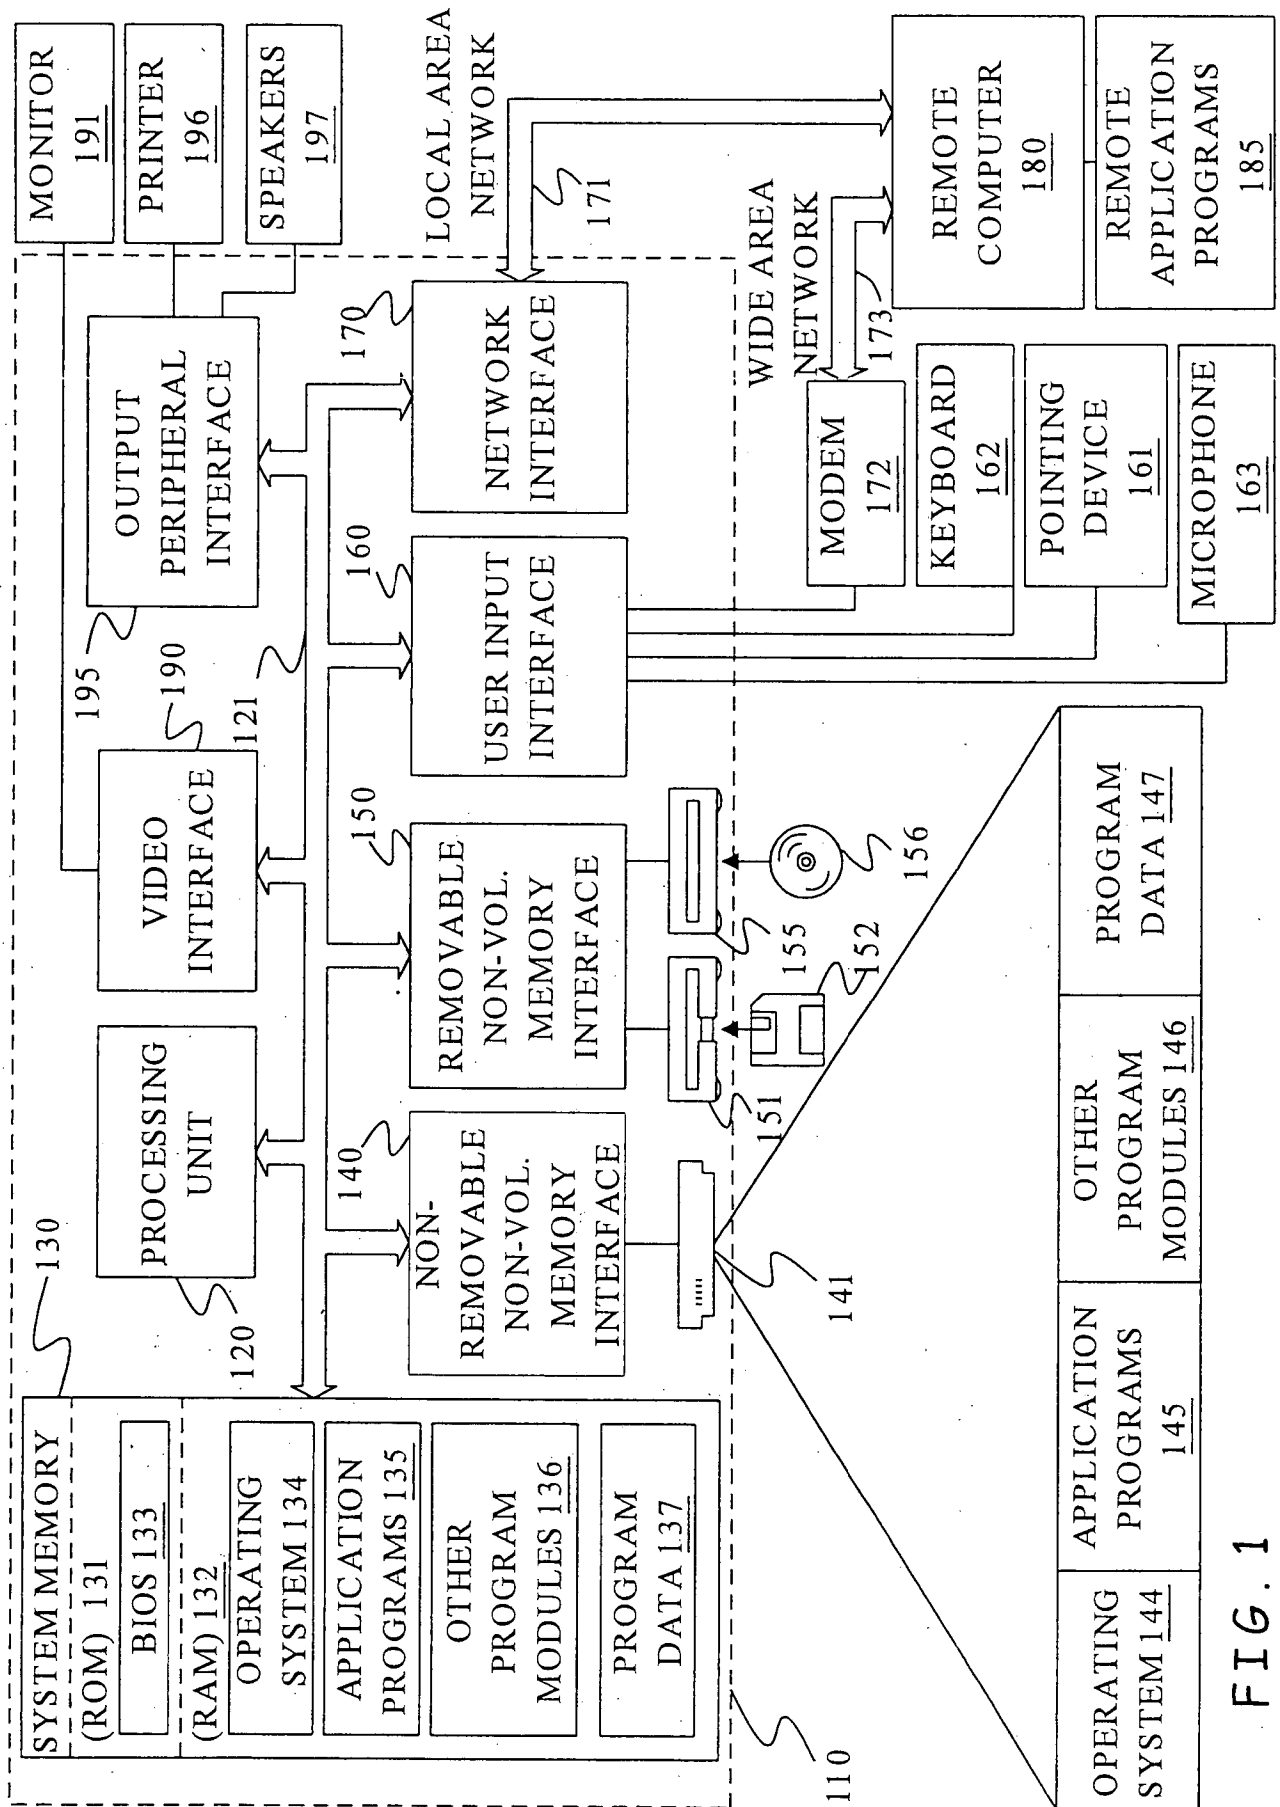 SYSTEM MEMORY
(ROM) 131
BIOS 133
(RAM) 132
OPERATING
SYSTEM 134
APPLICATION
PROGRAMS 135
OTHER
PROGRAM
MODULES 136
PROGRAM
DATA 137
130
120
PROCESSING
UNIT
190
VIDEO
INTERFACE
195
OUTPUT
PERIPHERAL
INTERFACE
121
MONITOR
191
PRINTER
196
SPEAKERS
197
140
NON-
REMOVABLE
NON-VOL.
MEMORY
INTERFACE
150
REMOVABLE
NON-VOL.
MEMORY
INTERFACE
160
USER INPUT
INTERFACE
170
NETWORK
INTERFACE
LOCAL AREA
NETWORK
171
110
141
151
152
155
156
WIDE AREA
NETWORK
173
MODEM
172
KEYBOARD
162
POINTING
DEVICE
161
MICROPHONE
163
REMOTE
COMPUTER
180
REMOTE
APPLICATION
PROGRAMS
185
OPERATING
SYSTEM 144
APPLICATION
PROGRAMS
145
OTHER
PROGRAM
MODULES 146
PROGRAM
DATA 147
FIG. 1